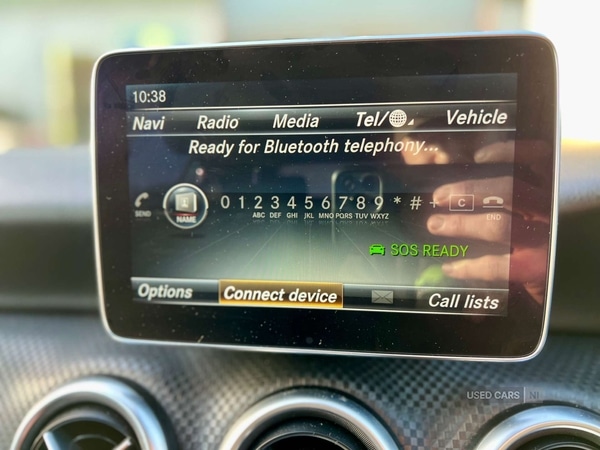 10:38
Navi Radio Media Tel/ Vehicle
Ready for Bluetooth telephony...
SEND NAME 0 1 2 3 4 5 6 7 8 9 * # + C END
ABC DEF GHI JKL MNO PQRS TUV WXYZ
SOS READY
Options Connect device Call lists
USED CARS NI